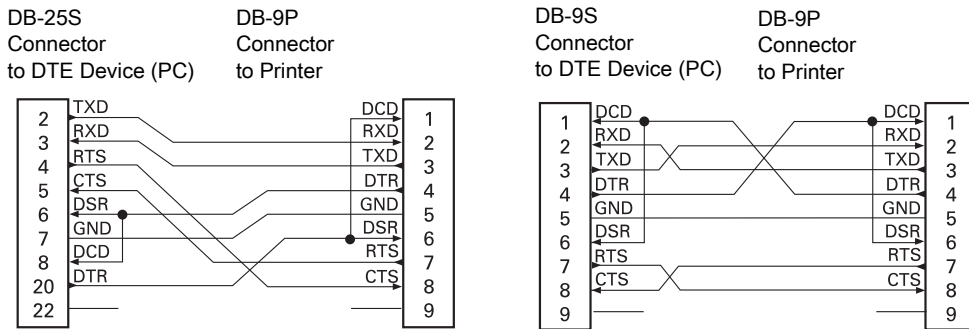 DB-25S
Connector
to DTE Device (PC)
DB-9P
Connector
to Printer
2 TXD DCD 1
3 RXD RXD 2
4 RTS TXD 3
5 CTS DTR 4
6 DSR GND 5
7 GND DSR 6
8 DCD RTS 7
20 DTR CTS 8
22 9
DB-9S
Connector
to DTE Device (PC)
DB-9P
Connector
to Printer
1 DCD DCD 1
2 RXD RXD 2
3 TXD TXD 3
4 DTR DTR 4
5 GND GND 5
6 DSR DSR 6
7 RTS RTS 7
8 CTS CTS 8
9 9